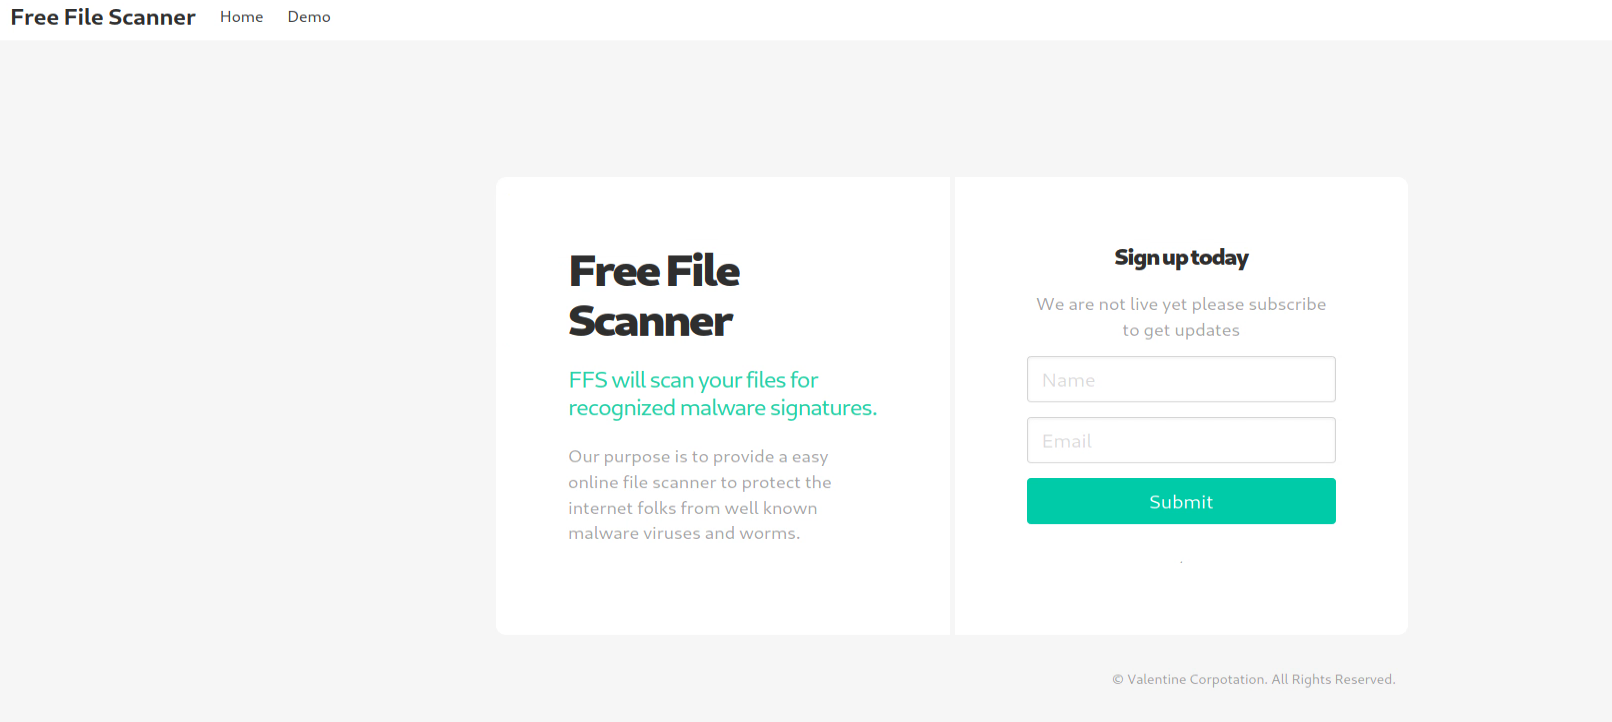 Free File Scanner Home Demo
Free File
Scanner
FFS will scan your files for
recognized malware signatures.
Our purpose is to provide a easy
online file scanner to protect the
internet folks from well known
malware viruses and worms.
Sign up today
We are not live yet please subscribe
to get updates
Name
Email
Submit
.
© Valentine Corpotation. All Rights Reserved.